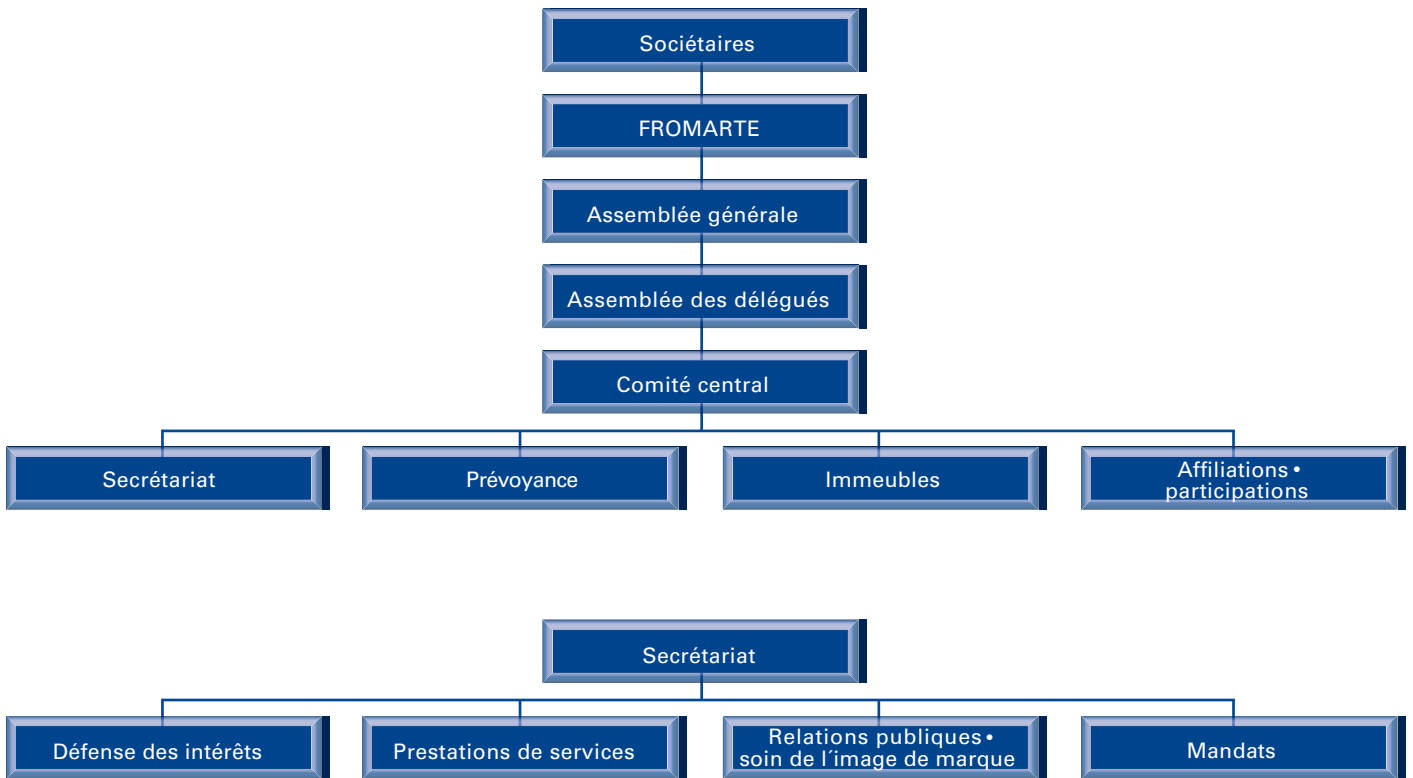 Sociétaires
FROMARTE
Assemblée générale
Assemblée des délégués
Comité central
Secrétariat
Prévoyance
Immeubles
Affiliations •
participations
Secrétariat
Défense des intérêts
Prestations de services
Relations publiques •
soin de l´image de marque
Mandats